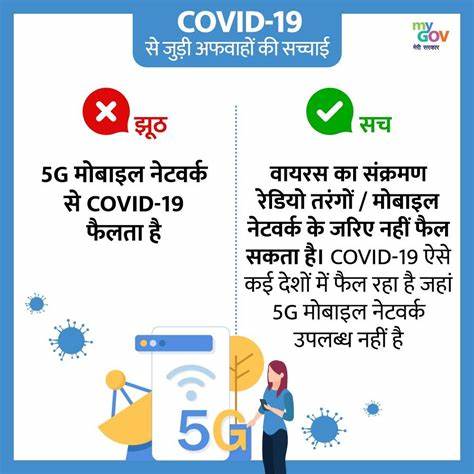 COVID-19
से जुड़ी अफवाहों की सच्चाई
my
GOV
मेरी सरकार
झूठ
5G मोबाइल नेटवर्क
से COVID-19
फैलता है
सच
वायरस का संक्रमण
रेडियो तरंगों / मोबाइल
नेटवर्क के जरिए नहीं फैल
सकता है। COVID-19 ऐसे
कई देशों में फैल रहा है जहां
5G मोबाइल नेटवर्क
उपलब्ध नहीं है
5G